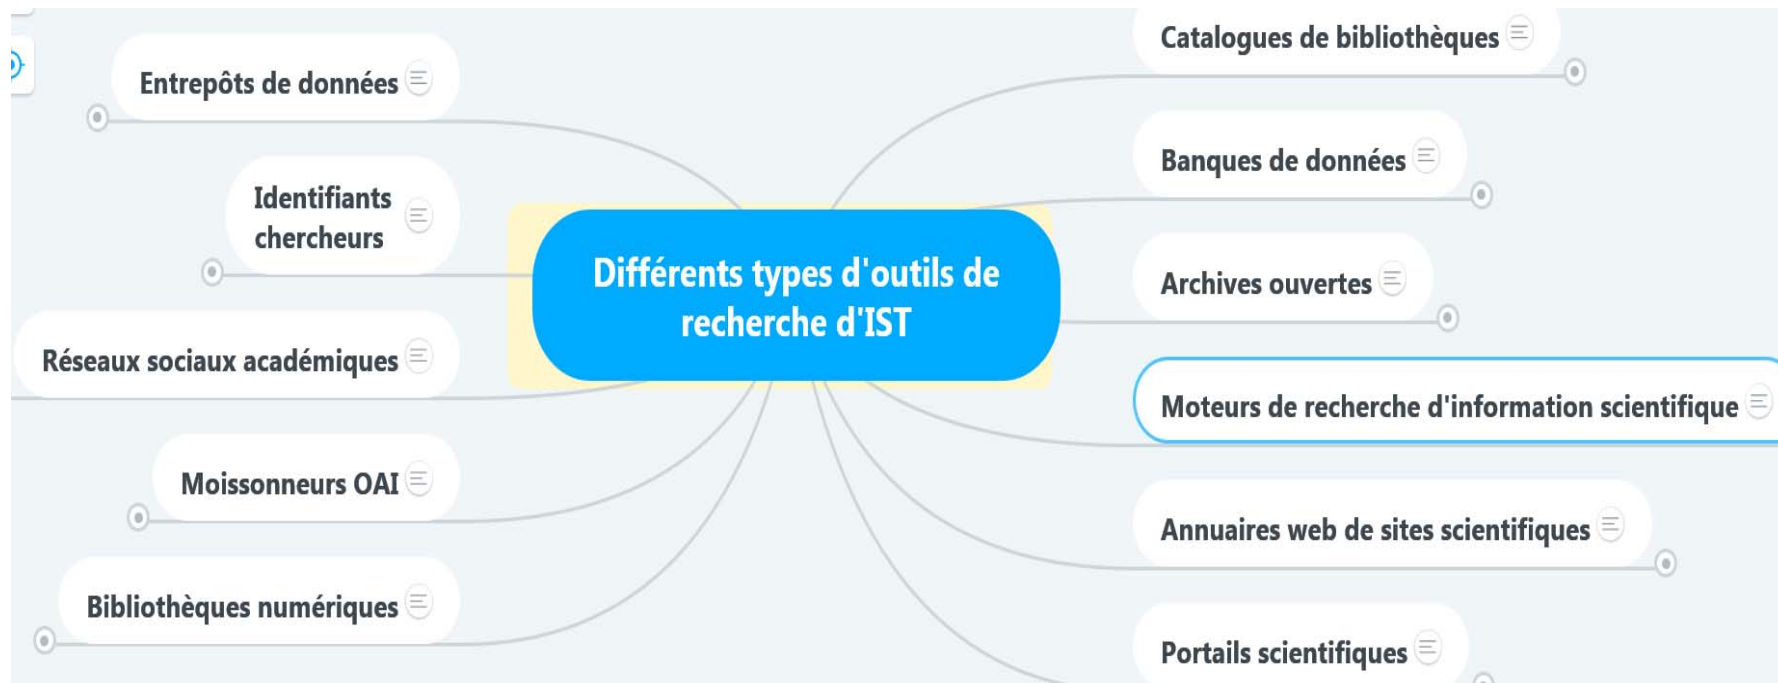 Différents types d'outils de
recherche d'IST
Entrepôts de données
Identifiants
chercheurs
Réseaux sociaux académiques
Moissonneurs OAI
Bibliothèques numériques
Catalogues de bibliothèques
Banques de données
Archives ouvertes
Moteurs de recherche d'information scientifique
Annuaires web de sites scientifiques
Portails scientifiques